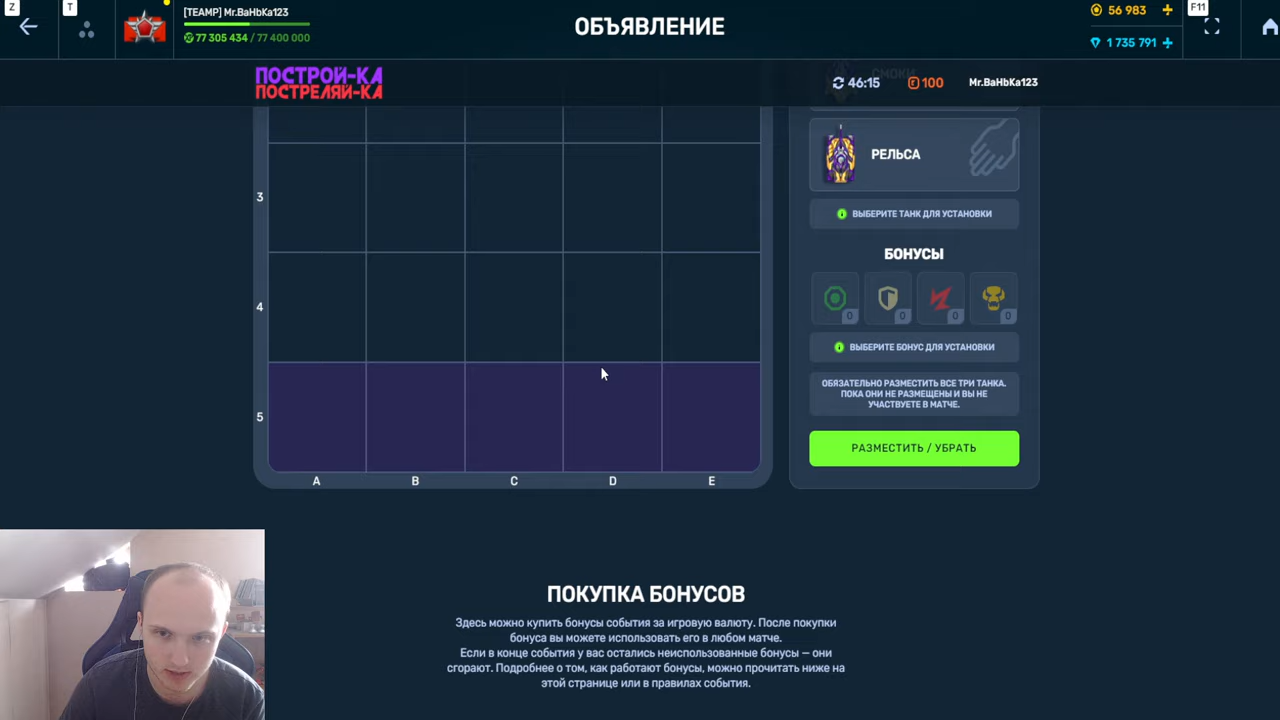 Z
T
[TEAMP] Mr.BaHbKa123
77 305 434 / 77 400 000
ОБЪЯВЛЕНИЕ
56 983
1 735 791
F11
ПОСТРОЙ-КА
ПОСТРЕЛЯЙ-КА
СМОКИ
46:15
100
Mr.BaHbKa123
РЕЛЬСА
ВЫБЕРИТЕ ТАНК ДЛЯ УСТАНОВКИ
БОНУСЫ
0 0 0 0
ВЫБЕРИТЕ БОНУС ДЛЯ УСТАНОВКИ
ОБЯЗАТЕЛЬНО РАЗМЕСТИТЬ ВСЕ ТРИ ТАНКА.
ПОКА ОНИ НЕ РАЗМЕЩЕНЫ И ВЫ НЕ
УЧАСТВУЕТЕ В МАТЧЕ.
РАЗМЕСТИТЬ / УБРАТЬ
3
4
5
A B C D E
ПОКУПКА БОНУСОВ
Здесь можно купить бонусы события за игровую валюту. После покупки
бонуса вы можете использовать его в любом матче.
Если в конце события у вас остались неиспользованные бонусы — они
сгорают. Подробнее о том, как работают бонусы, можно прочитать ниже на
этой странице или в правилах события.